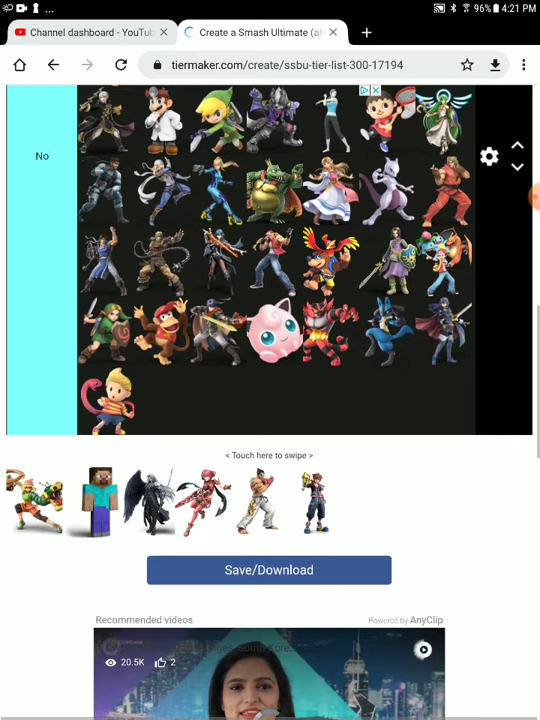 ... 96% 4:21 PM
Channel dashboard - YouTub
Create a Smash Ultimate (al
tiermaker.com/create/ssbu-tier-list-300-17194
No
< Touch here to swipe >
Save/Download
Recommended videos
Powered by AnyClip
20.5K 2